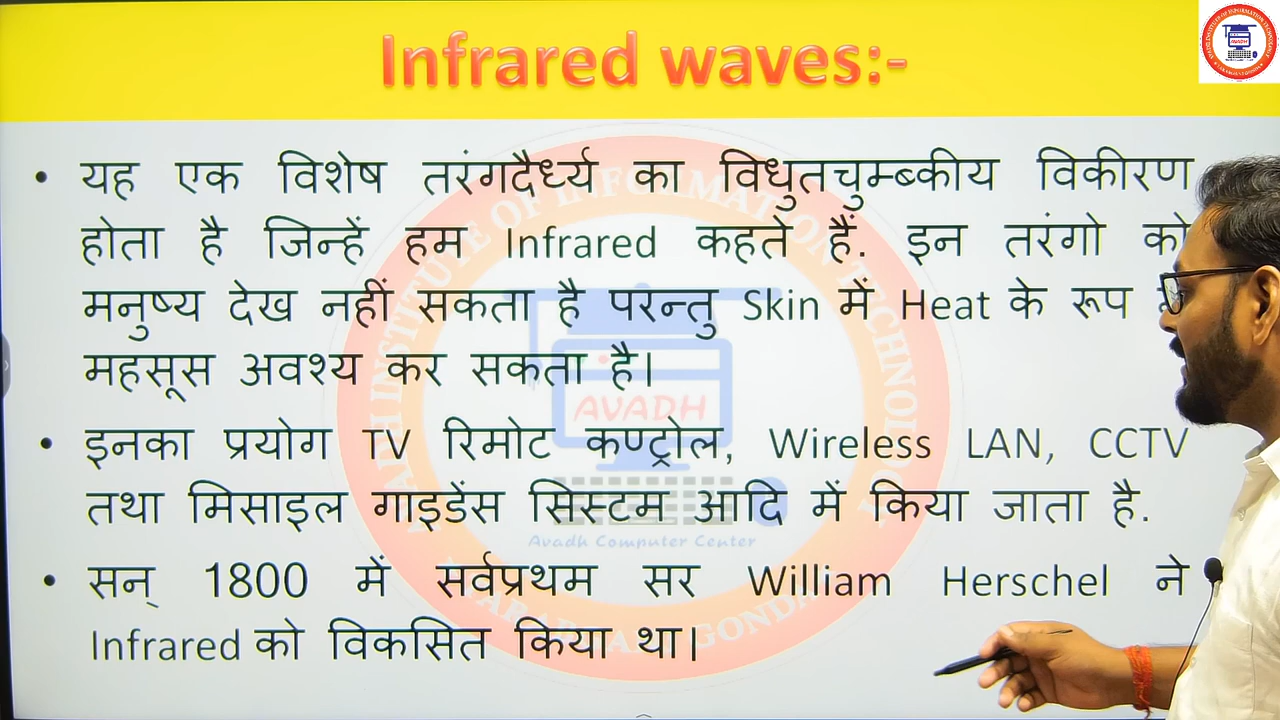 Infrared waves:-
AVADH
• यह एक विशेष तरंगदैर्ध्य का विधुतचुम्ब्कीय विकीरण
होता है जिन्हें हम Infrared कहते हैं. इन तरंगो को
मनुष्य देख नहीं सकता है परन्तु Skin में Heat के रूप
महसूस अवश्य कर सकता है।
AVADH
• इनका प्रयोग TV रिमोट कण्ट्रोल, Wireless LAN, CCTV
तथा मिसाइल गाइडेंस सिस्टम आदि में किया जाता है.
Avadh Computer Center
• सन् 1800 में सर्वप्रथम सर William Herschel ने
Infrared को विकसित किया था।